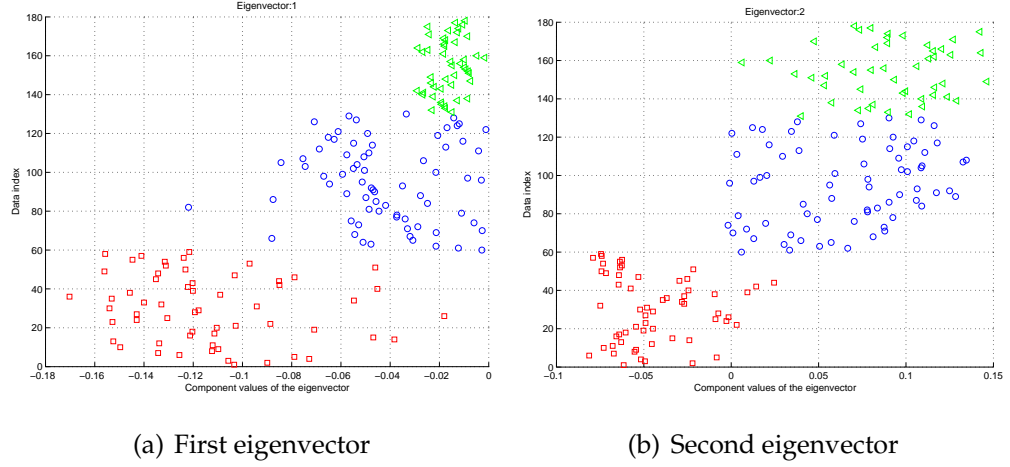 Eigenvector:1
180
160
140
120
100
80
60
40
20
0
Data index
−0.18 −0.16 −0.14 −0.12 −0.1 −0.08 −0.06 −0.04 −0.02 0
Component values of the eigenvector
(a) First eigenvector
Eigenvector:2
180
160
140
120
100
80
60
40
20
0
Data index
−0.1 −0.05 0 0.05 0.1 0.15
Component values of the eigenvector
(b) Second eigenvector